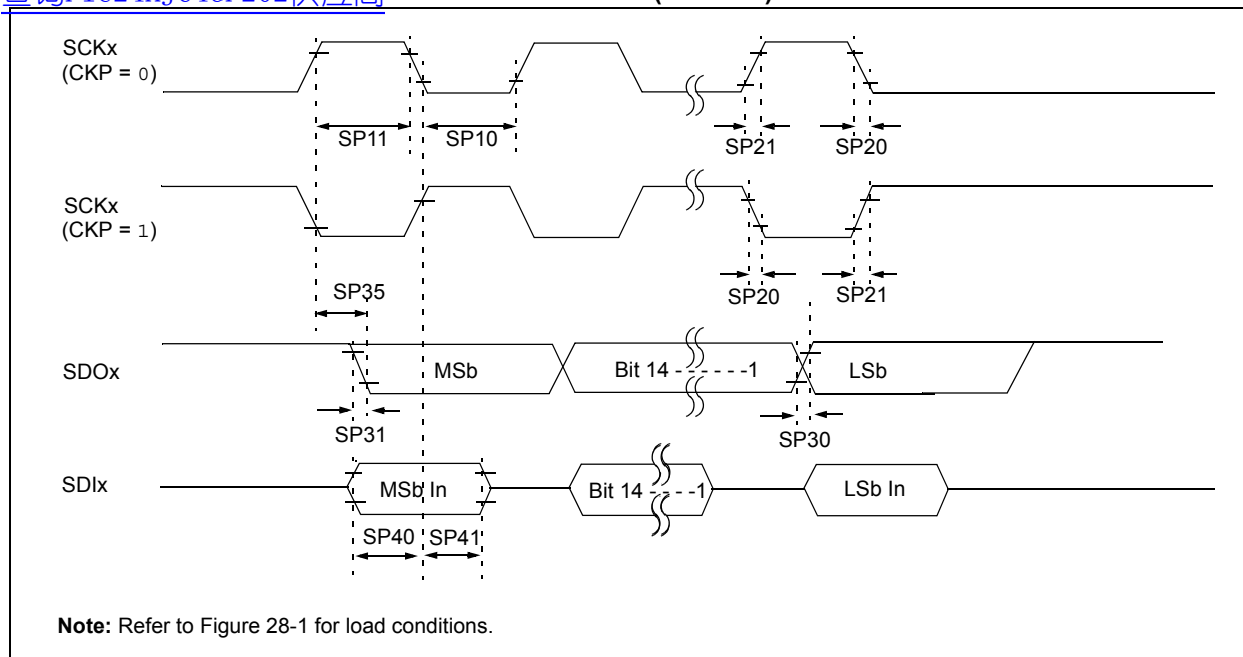 SCKx
(CKP = 0)
SP11
SP10
SP21
SP20
SCKx
(CKP = 1)
SP35
SP20
SP21
SDOx
MSb
Bit 14 - - - - - -1
LSb
SP31
SP30
SDIx
MSb In
Bit 14 - - - -1
LSb In
SP40
SP41
Note: Refer to Figure 28-1 for load conditions.